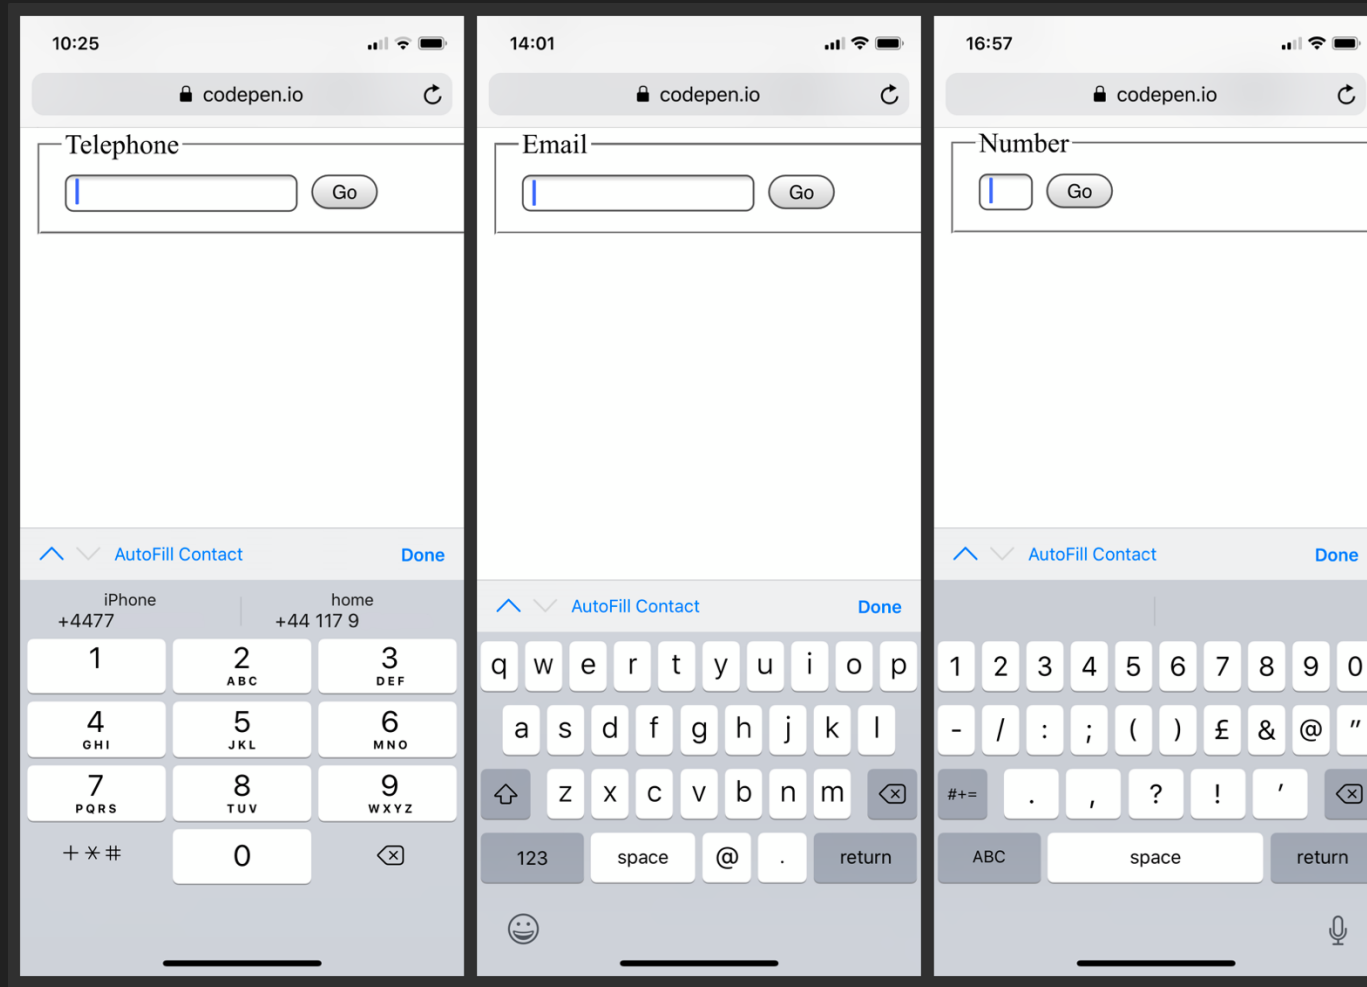 10:25
codepen.io
Telephone
Go
AutoFill Contact Done
iPhone home
+4477 +44 117 9
1 2 3
ABC DEF
4 5 6
GHI JKL MNO
7 8 9
PQRS TUV WXYZ
+*# 0
14:01
codepen.io
Email
Go
AutoFill Contact Done
q w e r t y u i o p
a s d f g h j k l
z x c v b n m
123 space @ . return
16:57
codepen.io
Number
Go
AutoFill Contact Done
1 2 3 4 5 6 7 8 9 0
- / : ; ( ) £ & @ "
#+= . , ? ! '
ABC space return